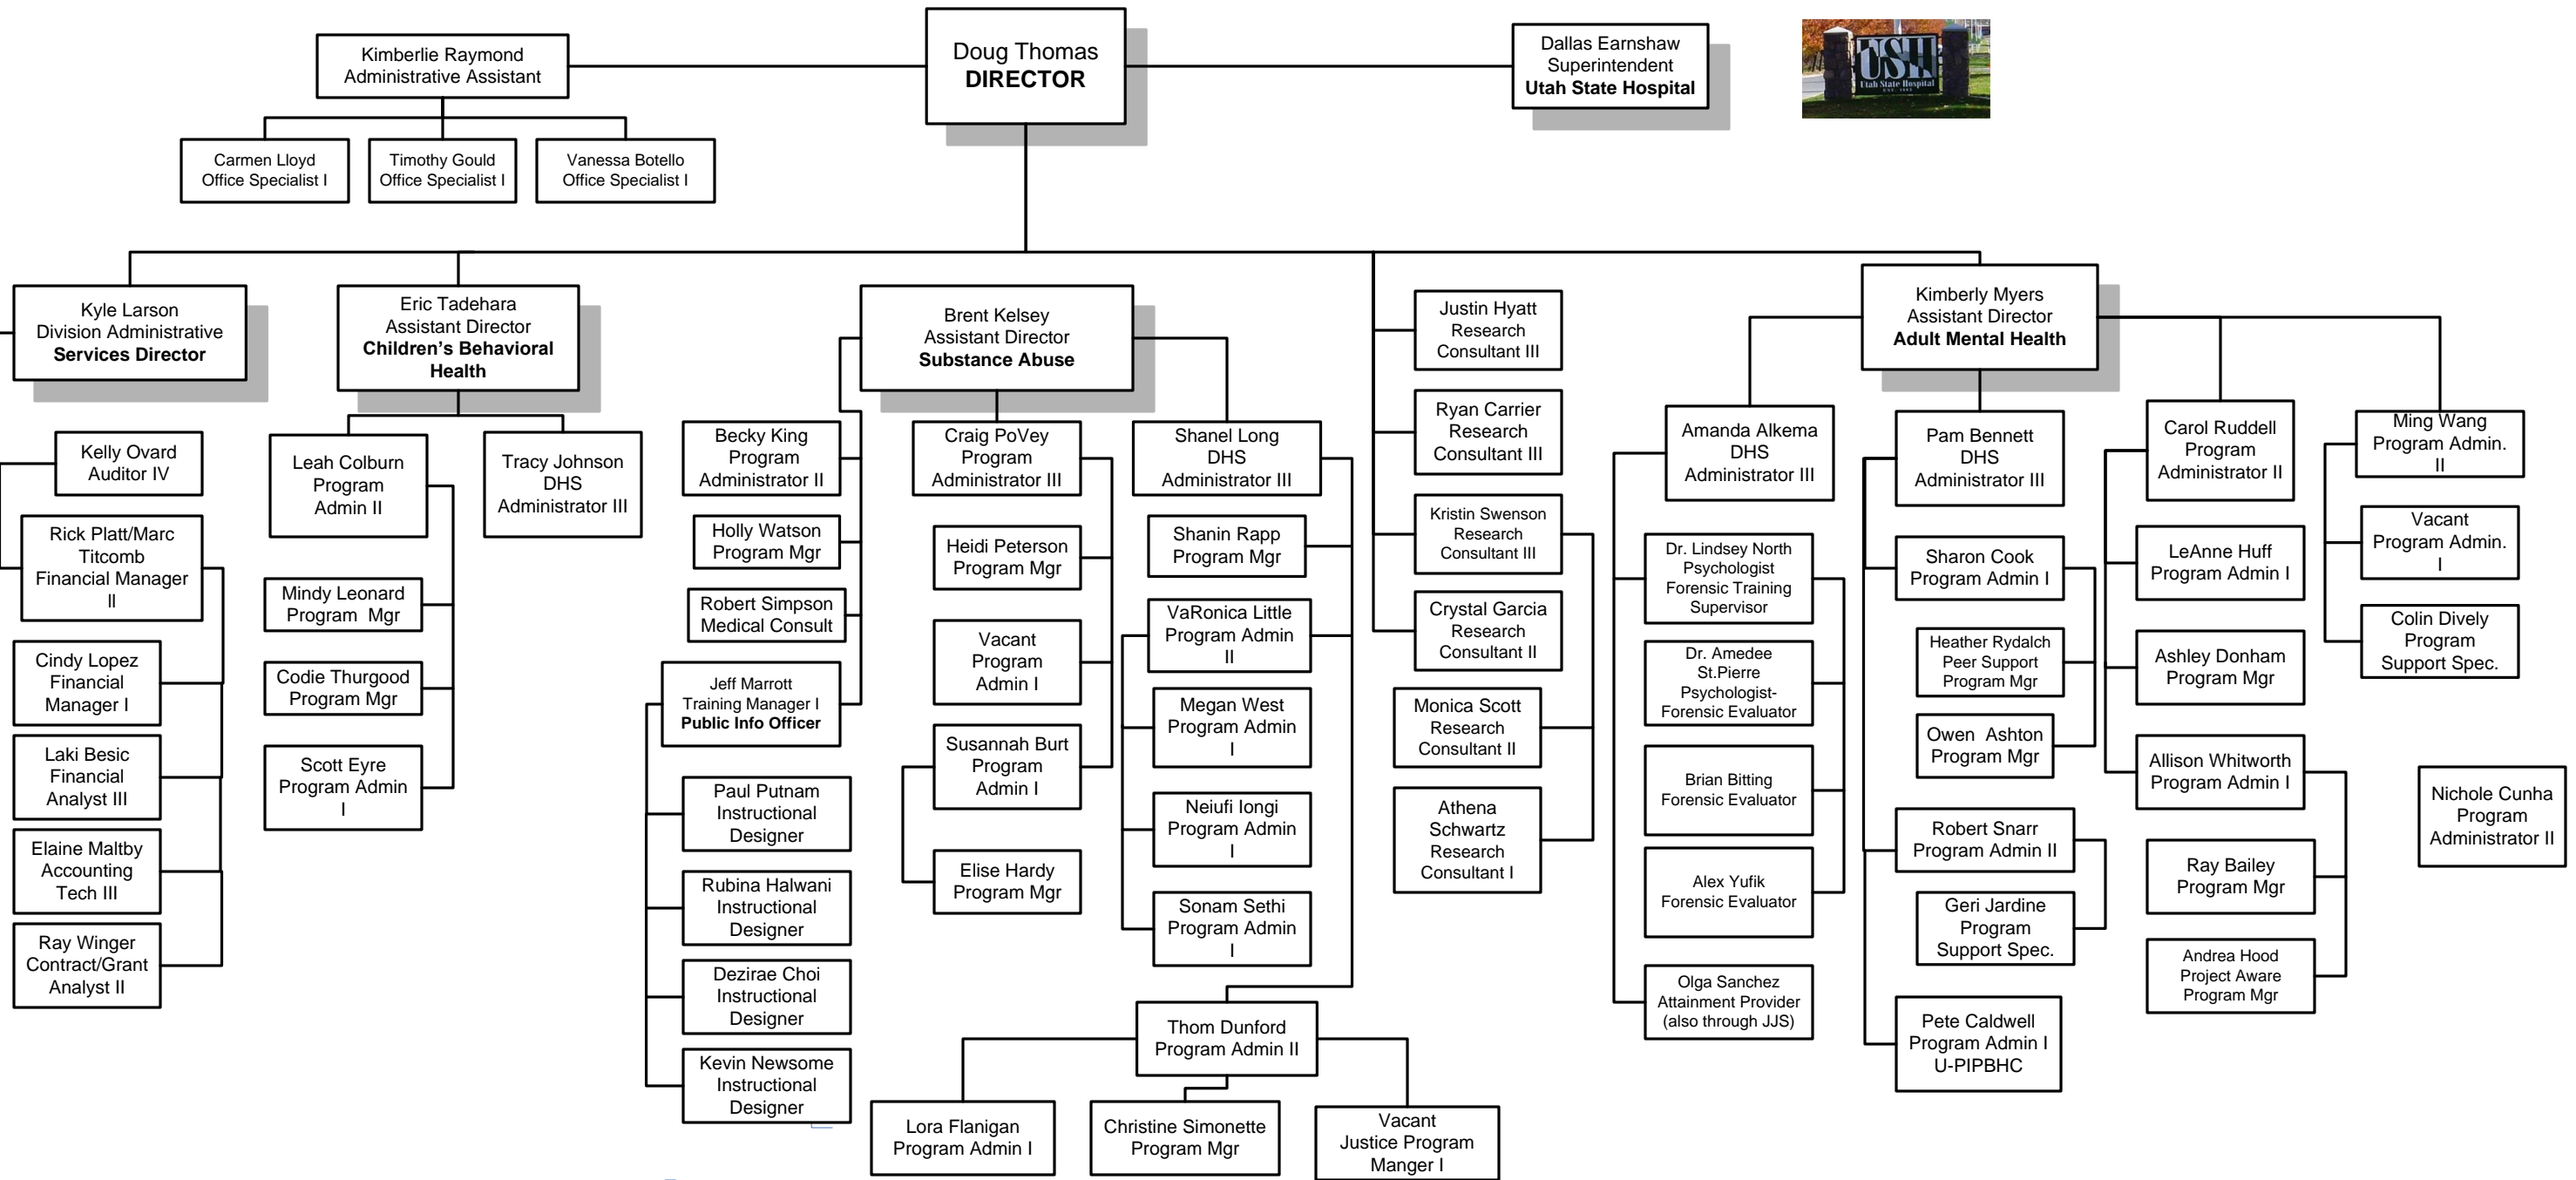 Kimberlie Raymond
Administrative Assistant
Doug Thomas
DIRECTOR
Dallas Earnshaw
Superintendent
Utah State Hospital
USH
Utah State Hospital
Carmen Lloyd
Office Specialist I
Timothy Gould
Office Specialist I
Vanessa Botello
Office Specialist I
Kyle Larson
Division Administrative
Services Director
Kelly Ovard
Auditor IV
Rick Platt/Marc
Titcomb
Financial Manager
II
Cindy Lopez
Financial
Manager I
Laki Besic
Financial
Analyst III
Elaine Maltby
Accounting
Tech III
Ray Winger
Contract/Grant
Analyst II
Eric Tadehara
Assistant Director
Children’s Behavioral
Health
Leah Colburn
Program
Admin II
Tracy Johnson
DHS
Administrator III
Mindy Leonard
Program  Mgr
Codie Thurgood
Program Mgr
Scott Eyre
Program Admin
I
Brent Kelsey
Assistant Director
Substance Abuse
Becky King
Program
Administrator II
Holly Watson
Program Mgr
Robert Simpson
Medical Consult
Jeff Marrott
Training Manager I
Public Info Officer
Paul Putnam
Instructional
Designer
Rubina Halwani
Instructional
Designer
Dezirae Choi
Instructional
Designer
Kevin Newsome
Instructional
Designer
Craig PoVey
Program
Administrator III
Heidi Peterson
Program Mgr
Vacant
Program
Admin I
Susannah Burt
Program
Admin I
Elise Hardy
Program Mgr
Shanel Long
DHS
Administrator III
Shanin Rapp
Program Mgr
VaRonica Little
Program Admin
II
Megan West
Program Admin
I
Neiufi Iongi
Program Admin
I
Sonam Sethi
Program Admin
I
Thom Dunford
Program Admin II
Lora Flanigan
Program Admin I
Christine Simonette
Program Mgr
Vacant
Justice Program
Manger I
Justin Hyatt
Research
Consultant III
Ryan Carrier
Research
Consultant III
Kristin Swenson
Research
Consultant III
Crystal Garcia
Research
Consultant II
Monica Scott
Research
Consultant II
Athena
Schwartz
Research
Consultant I
Kimberly Myers
Assistant Director
Adult Mental Health
Amanda Alkema
DHS
Administrator III
Dr. Lindsey North
Psychologist
Forensic Training
Supervisor
Dr. Amedee
St.Pierre
Psychologist-
Forensic Evaluator
Brian Bitting
Forensic Evaluator
Alex Yufik
Forensic Evaluator
Olga Sanchez
Attainment Provider
(also through JJS)
Pam Bennett
DHS
Administrator III
Sharon Cook
Program Admin I
Heather Rydalch
Peer Support
Program Mgr
Owen  Ashton
Program Mgr
Robert Snarr
Program Admin II
Geri Jardine
Program
Support Spec.
Pete Caldwell
Program Admin I
U-PIPBHC
Carol Ruddell
Program
Administrator II
LeAnne Huff
Program Admin I
Ashley Donham
Program Mgr
Allison Whitworth
Program Admin I
Ray Bailey
Program Mgr
Andrea Hood
Project Aware
Program Mgr
Ming Wang
Program Admin.
II
Vacant
Program Admin.
I
Colin Dively
Program
Support Spec.
Nichole Cunha
Program
Administrator II